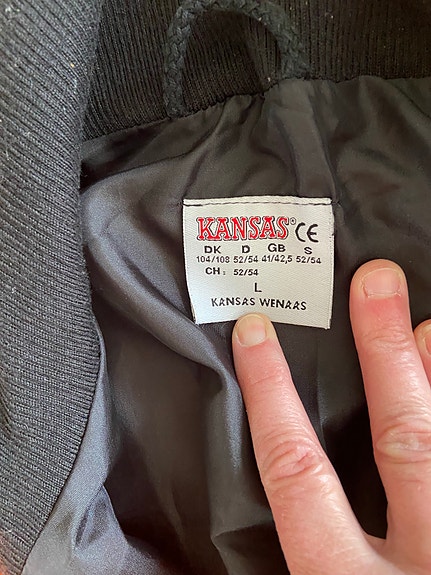 KANSAS® CE
DK D GB S
104/108 52/54 41/42,5 52/54
CH: 52/54
L
KANSAS WENAAS